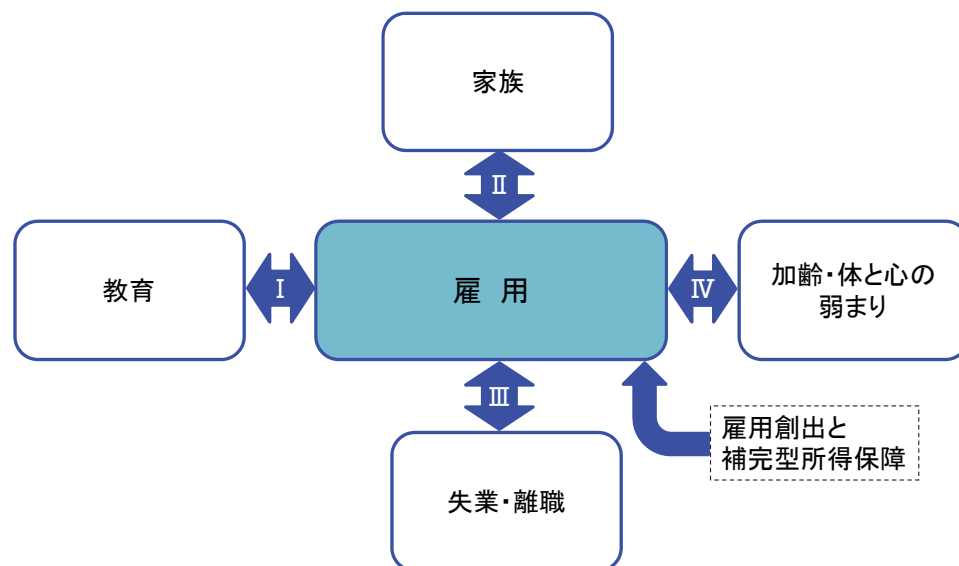 家族
Ⅱ
教育
Ⅰ
雇 用
Ⅳ
加齢・体と心の
弱まり
Ⅲ
失業・離職
雇用創出と
補完型所得保障